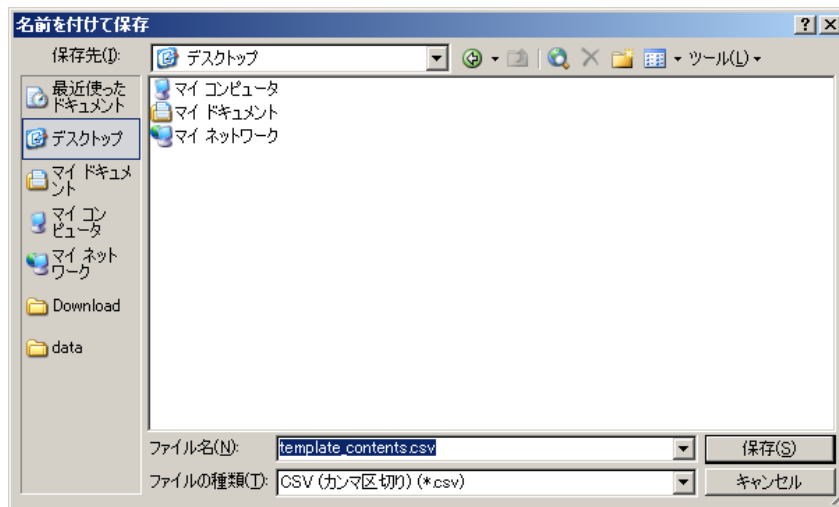 名前を付けて保存
保存先(I):
デスクトップ
ツール(L)
最近使った
ドキュメント
デスクトップ
マイ ドキュメ
ント
マイ コン
ピュータ
マイ ネット
ワーク
Download
data
マイ コンピュータ
マイ ドキュメント
マイ ネットワーク
ファイル名(N):
template_contents.csv
保存(S)
ファイルの種類(T):
CSV (カンマ区切り) (*.csv)
キャンセル